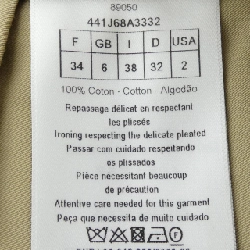 89050
441J68A3332
F GB I D USA
34 6 38 32 2
100% Coton - Cotton - Algodão
Repassage délicat en respectant
les plissés
Ironing respecting the delicate pleated
Passar com cuidado respeitando
os plissados
Pièce nécessitant beaucoup
de précaution
Attentive care needed for this garment
Peça que necessita de muito cuidado